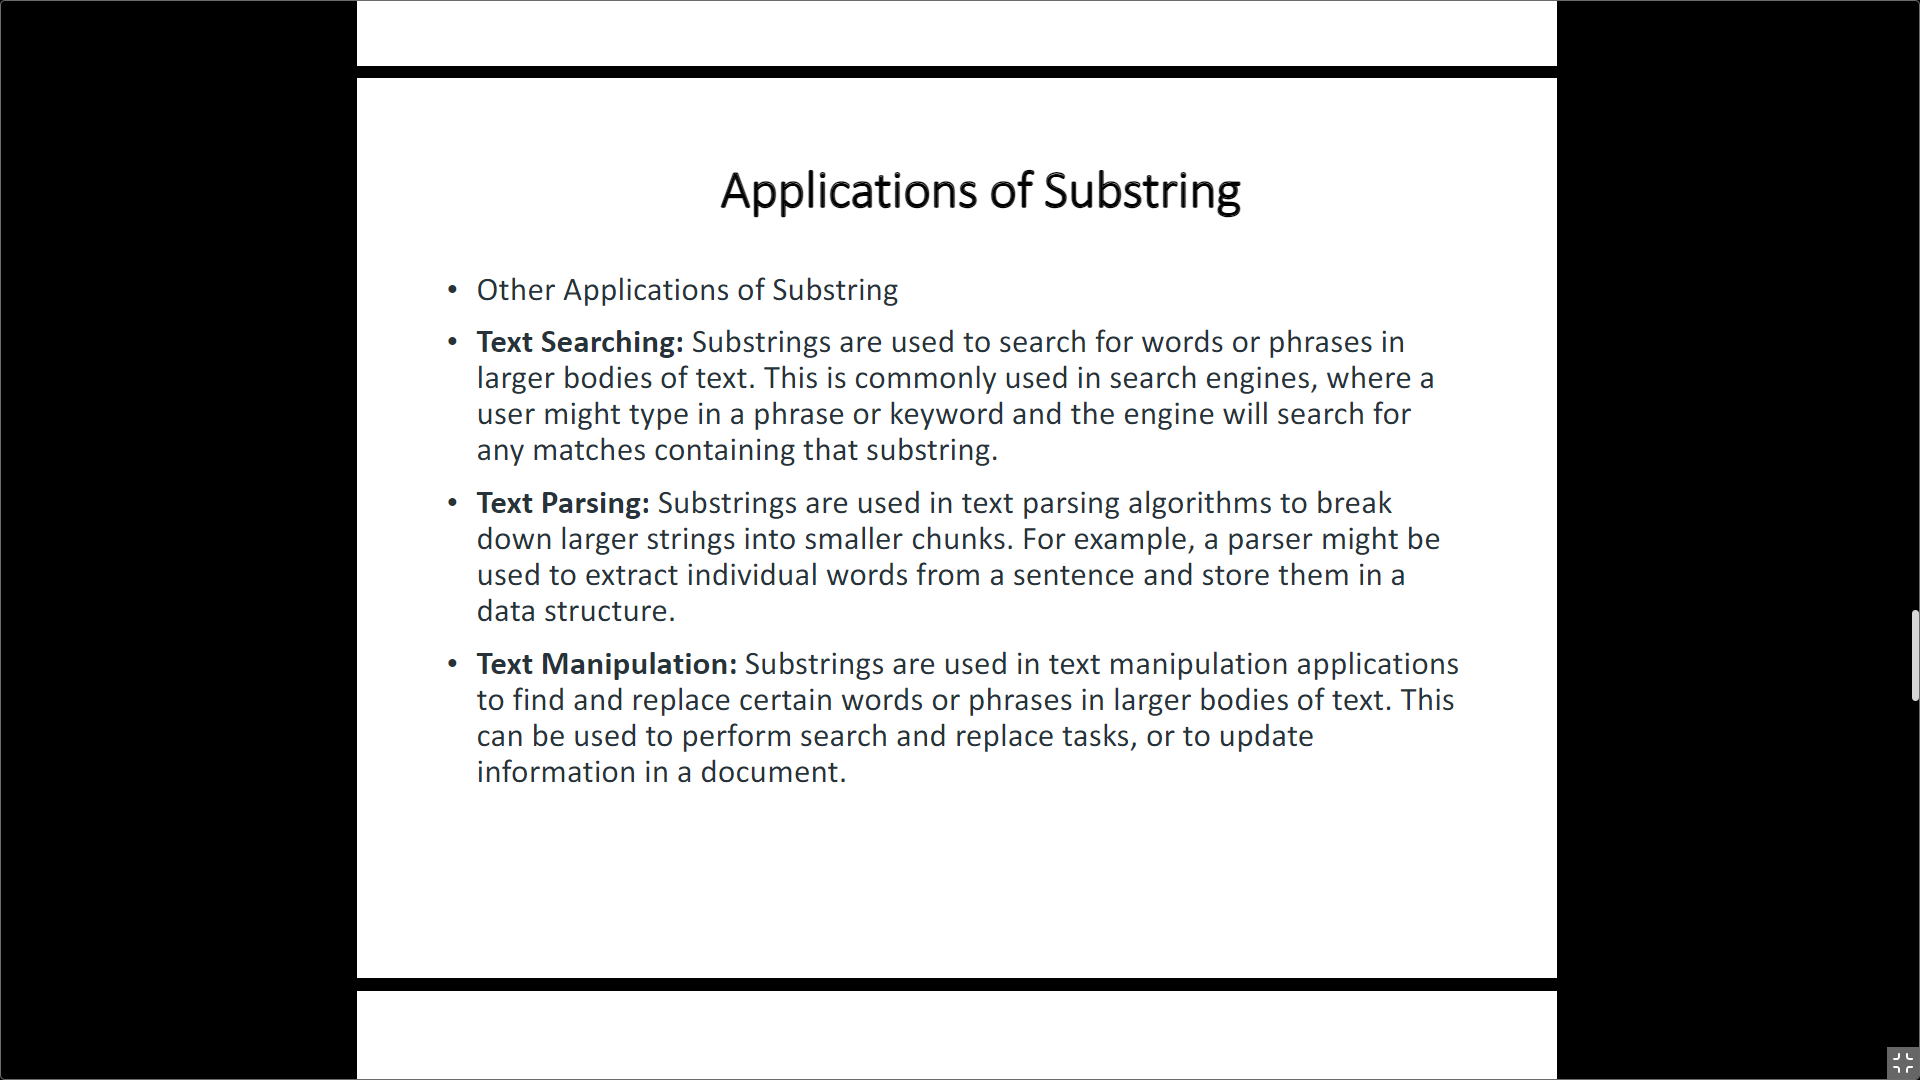 Applications of Substring
• Other Applications of Substring
• Text Searching: Substrings are used to search for words or phrases in
larger bodies of text. This is commonly used in search engines, where a
user might type in a phrase or keyword and the engine will search for
any matches containing that substring.
• Text Parsing: Substrings are used in text parsing algorithms to break
down larger strings into smaller chunks. For example, a parser might be
used to extract individual words from a sentence and store them in a
data structure.
• Text Manipulation: Substrings are used in text manipulation applications
to find and replace certain words or phrases in larger bodies of text. This
can be used to perform search and replace tasks, or to update
information in a document.